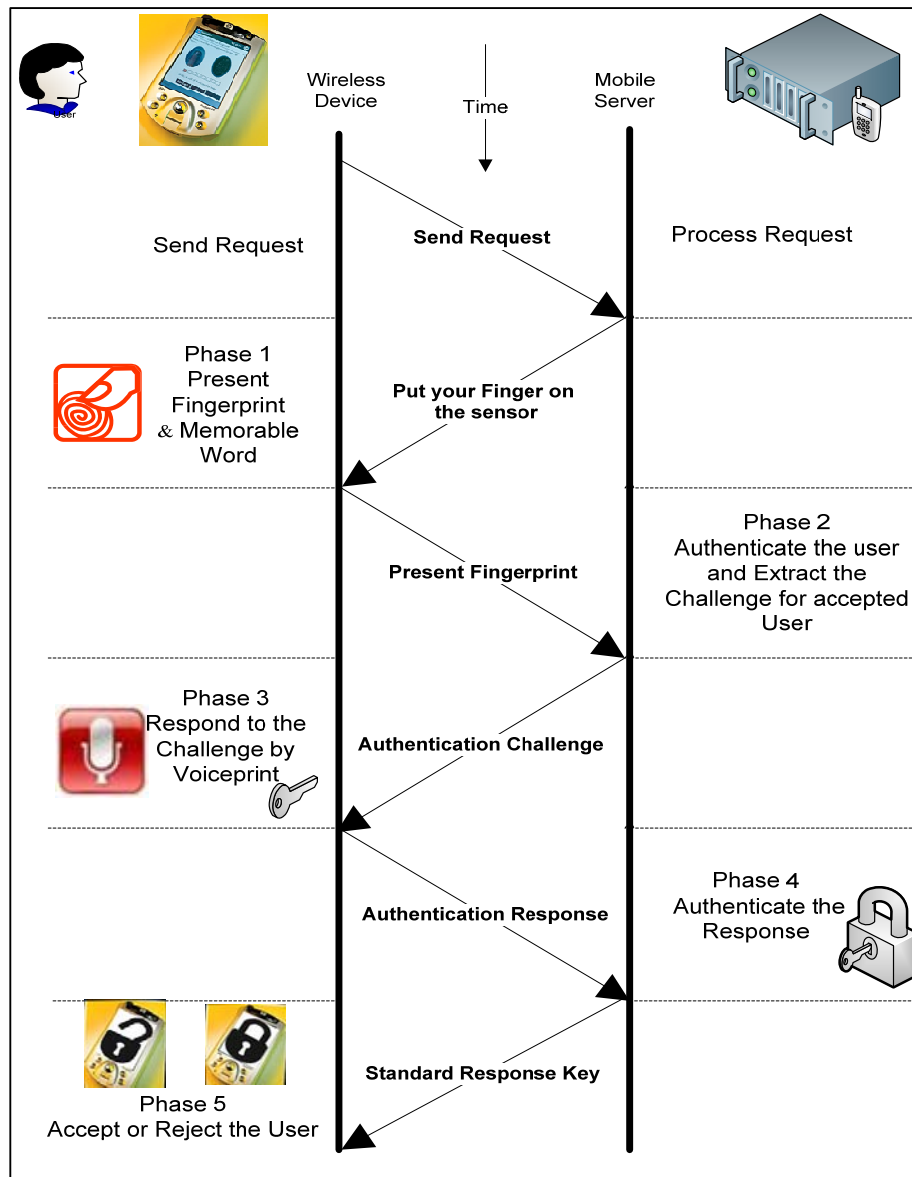 User
Wireless
Device
Time
Mobile
Server
Send Request
Send Request
Process Request
Phase 1
Present
Fingerprint
& Memorable
Word
Put your Finger on
the sensor
Present Fingerprint
Phase 2
Authenticate the user
and Extract the
Challenge for accepted
User
Phase 3
Respond to the
Challenge by
Voiceprint
Authentication Challenge
Authentication Response
Phase 4
Authenticate the
Response
Standard Response Key
Phase 5
Accept or Reject the User